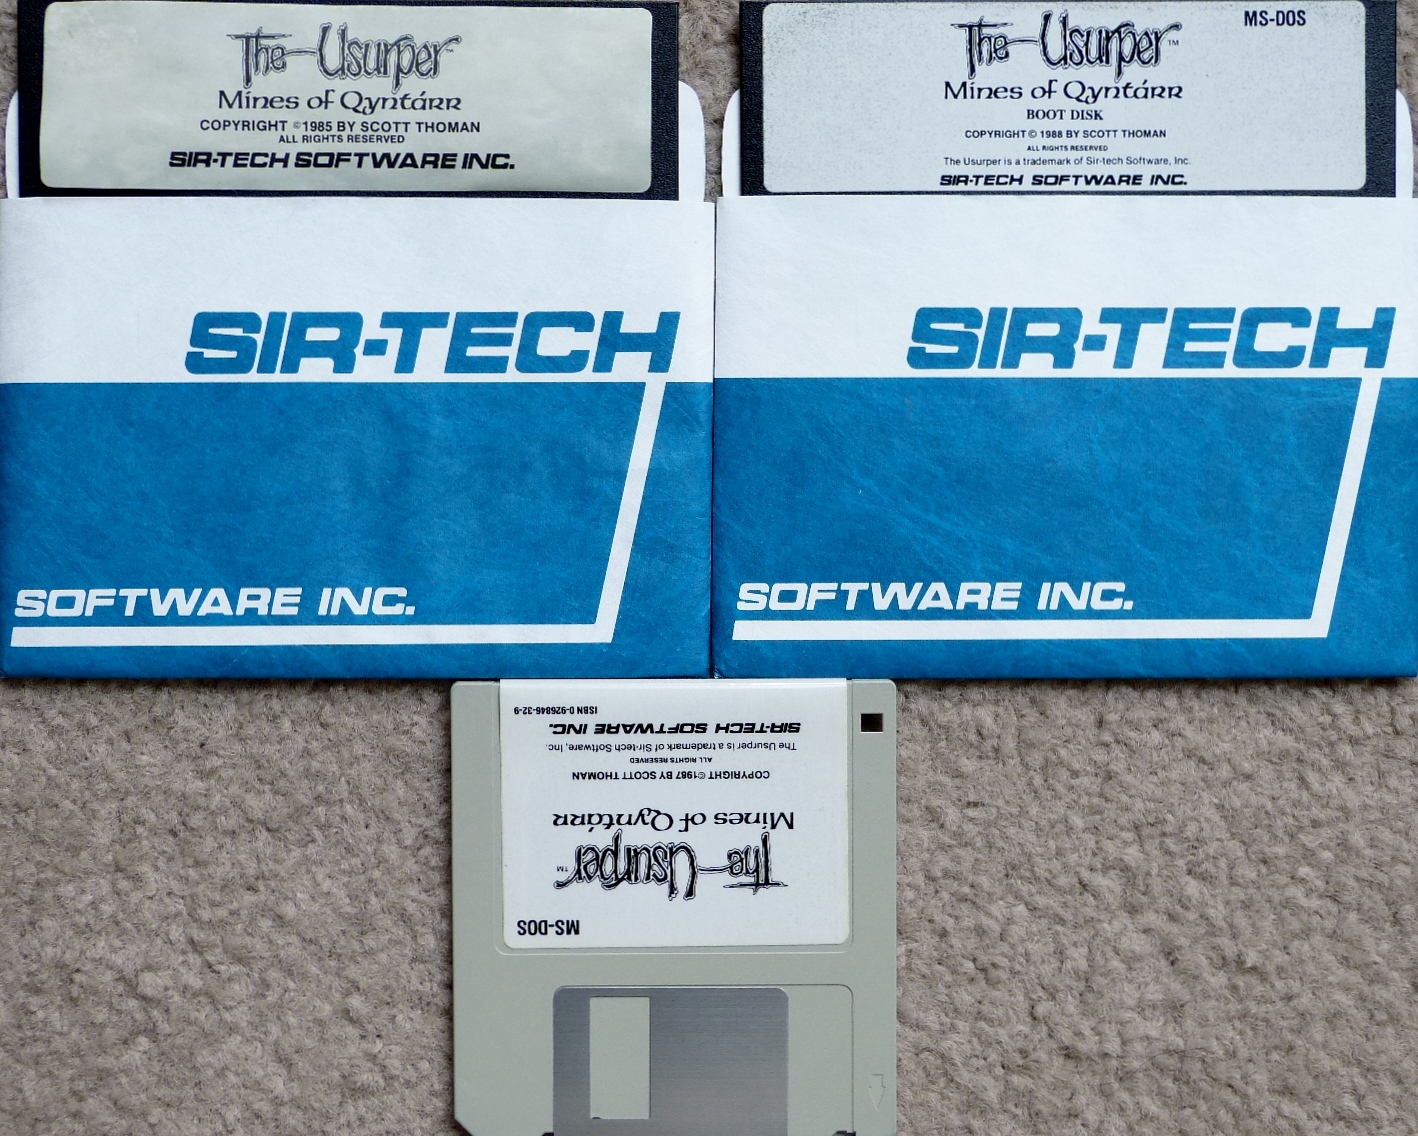 The Usurper™
Mines of Qyntárr
COPYRIGHT ©1985 BY SCOTT THOMAN
ALL RIGHTS RESERVED
SIR-TECH SOFTWARE INC.
SIR-TECH
SOFTWARE INC.
MS-DOS
The Usurper™
Mines of Qyntárr
BOOT DISK
COPYRIGHT © 1988 BY SCOTT THOMAN
ALL RIGHTS RESERVED
The Usurper is a trademark of Sir-tech Software, Inc.
SIR-TECH SOFTWARE INC.
SIR-TECH
SOFTWARE INC.
MS-DOS
The Usurper™
Mines of Qyntárr
COPYRIGHT ©1987 BY SCOTT THOMAN
ALL RIGHTS RESERVED
The Usurper is a trademark of Sir-tech Software, Inc.
SIR-TECH SOFTWARE INC.
ISBN 0-926846-32-9